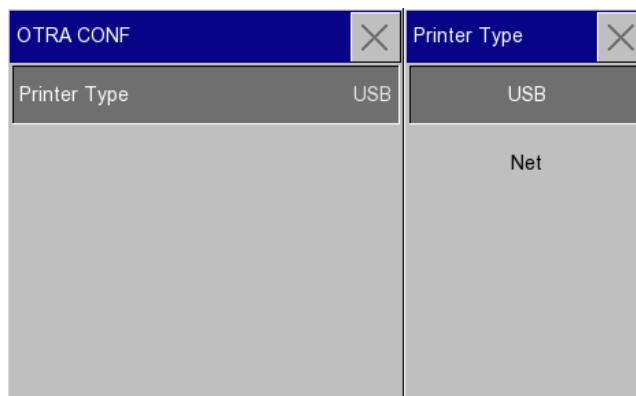 OTRA CONF
Printer Type USB
Printer Type
USB
Net